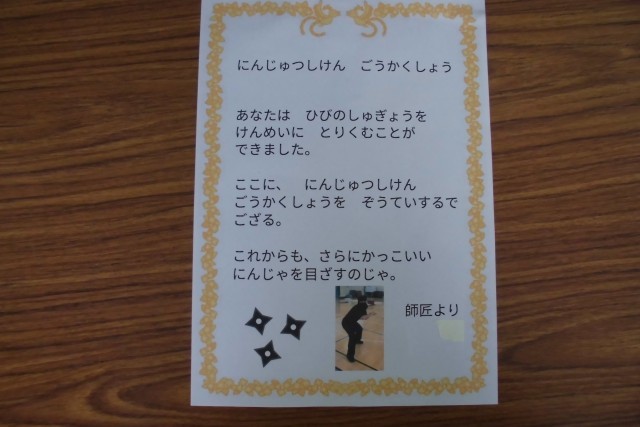 にんじゅつしけん　ごうかくしょう
あなたは　ひびのしゅぎょうを
けんめいに　とりくむことが
できました。
ここに、　にんじゅつしけん
ごうかくしょうを　ぞうていするで
ござる。
これからも、さらにかっこいい
にんじゃを目ざすのじゃ。
師匠より